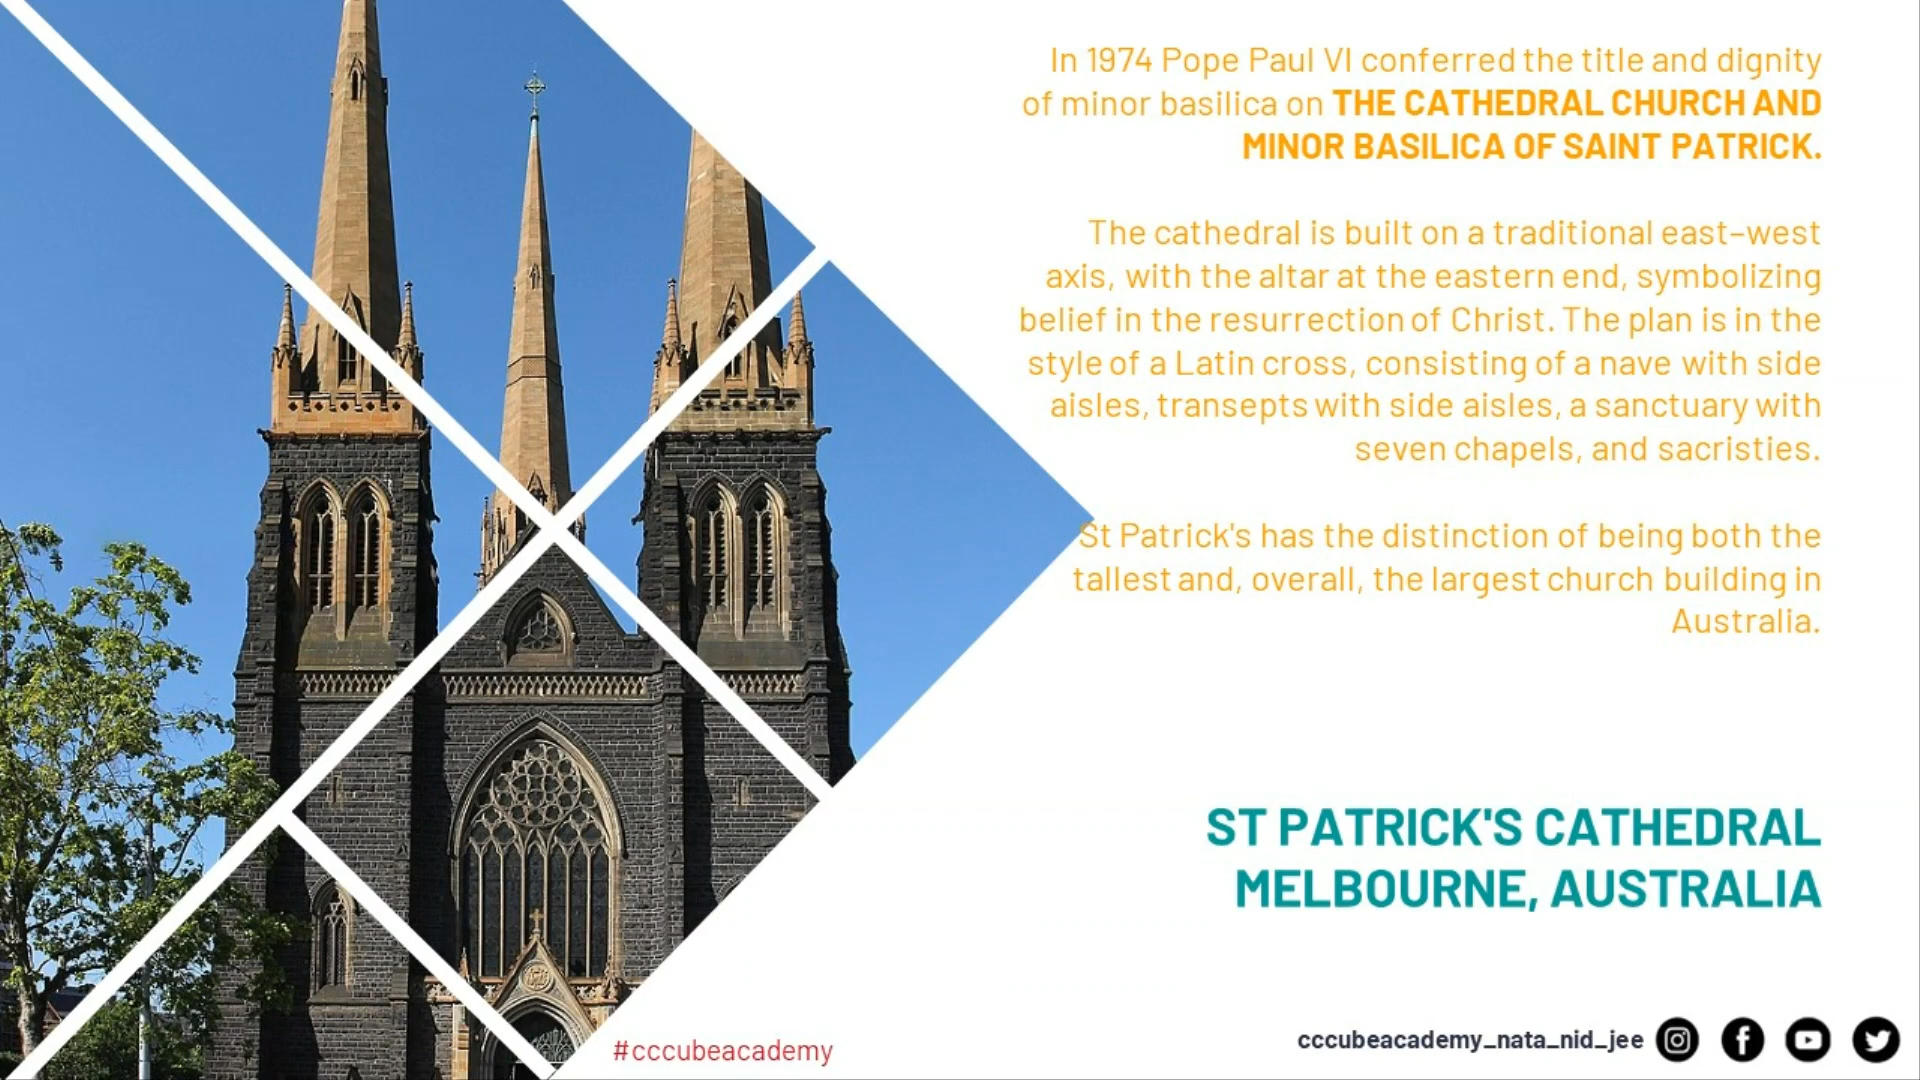 In 1974 Pope Paul VI conferred the title and dignity
of minor basilica on THE CATHEDRAL CHURCH AND
MINOR BASILICA OF SAINT PATRICK.
The cathedral is built on a traditional east–west
axis, with the altar at the eastern end, symbolizing
belief in the resurrection of Christ. The plan is in the
style of a Latin cross, consisting of a nave with side
aisles, transepts with side aisles, a sanctuary with
seven chapels, and sacristies.
St Patrick's has the distinction of being both the
tallest and, overall, the largest church building in
Australia.
ST PATRICK'S CATHEDRAL
MELBOURNE, AUSTRALIA
#cccubeacademy
cccubeacademy_nata_nid_jee